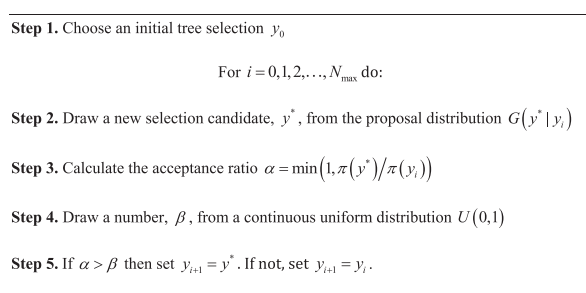 Step 1. Choose an initial tree selection y₀
For i = 0,1,2,…, N_max do:
Step 2. Draw a new selection candidate, y*, from the proposal distribution G(y* | yᵢ)
Step 3. Calculate the acceptance ratio α = min(1, π(y*)/π(yᵢ))
Step 4. Draw a number, β, from a continuous uniform distribution U(0,1)
Step 5. If α > β then set yᵢ₊₁ = y*. If not, set yᵢ₊₁ = yᵢ.